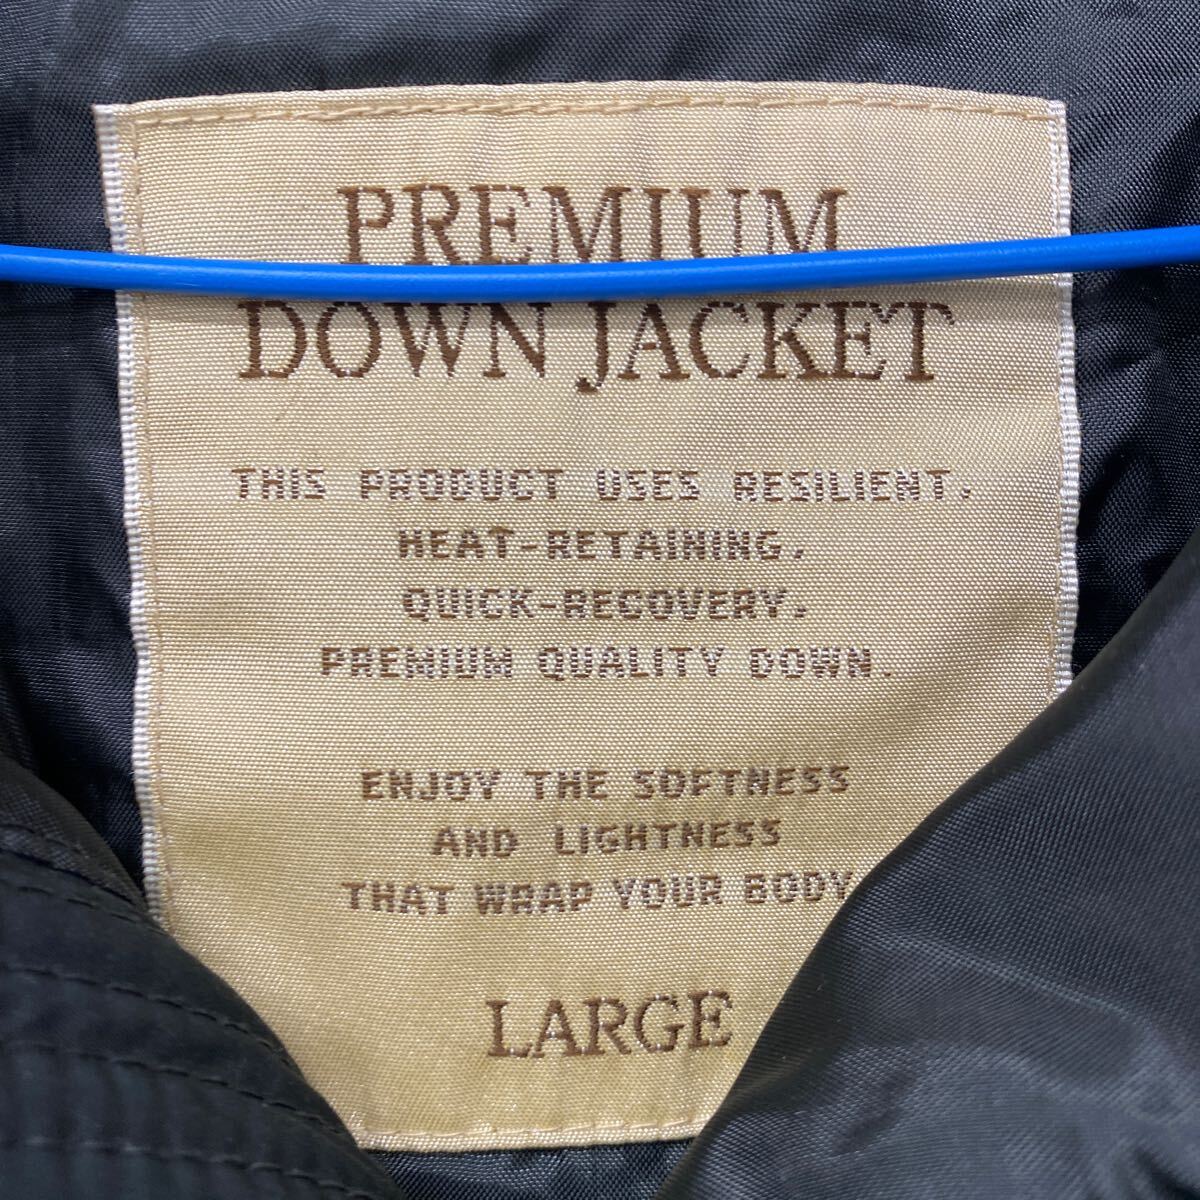 PREMIUM
DOWN JACKET
THIS PRODUCT USES RESILIENT,
HEAT-RETAINING,
QUICK-RECOVERY,
PREMIUM QUALITY DOWN.
ENJOY THE SOFTNESS
AND LIGHTNESS
THAT WRAP YOUR BODY
LARGE